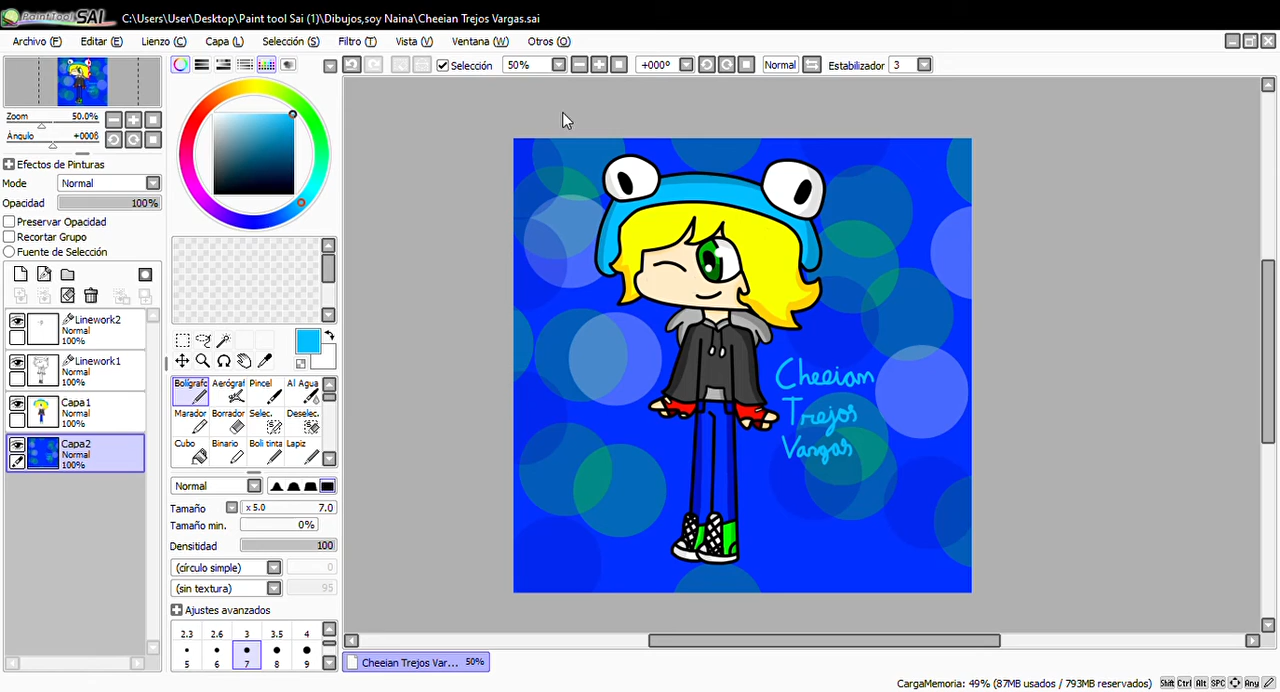 PaintTool SAI C:\Users\User\Desktop\Paint tool Sai (1)\Dibujos,soy Naina\Cheeian Trejos Vargas.sai
Archivo (F) Editar (E) Lienzo (C) Capa (L) Selección (S) Filtro (T) Vista (V) Ventana (W) Otros (O)
Selección 50% +000º Normal Estabilizador 3
Zoom 50.0%
Ángulo +000º
Efectos de Pinturas
Mode Normal
Opacidad 100%
Preservar Opacidad
Recortar Grupo
Fuente de Selección
Linework2
Normal
100%
Linework1
Normal
100%
Capa1
Normal
100%
Capa2
Normal
100%
Bolígrafo Aerógrafo Pincel Al Agua
Marador Borrador Selec. Deselec.
Cubo Binario Boli tinta Lapiz
Normal
Tamaño x 5.0 7.0
Tamaño min. 0%
Densitidad 100
(círculo simple) 0
(sin textura) 95
Ajustes avanzados
2.3 2.6 3 3.5 4
5 6 7 8 9
Cheeian
Trejos
Vargas
Cheeian Trejos Var... 50%
CargaMemoria: 49% (87MB usados / 793MB reservados) Shift Ctrl Alt SPC Any